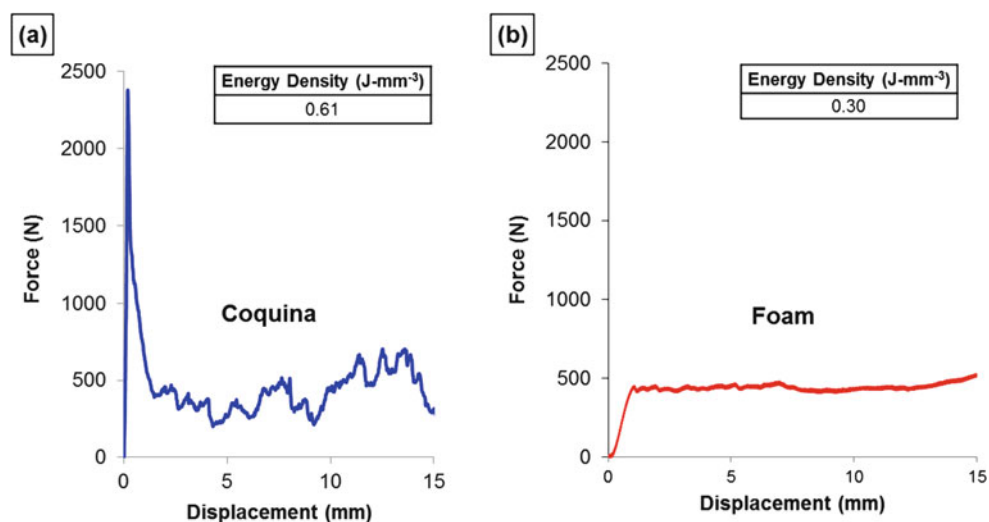 (a)
2500
2000
1500
1000
500
0
Force (N)
Energy Density (J-mm⁻³)
0.61
Coquina
0 5 10 15
Displacement (mm)
(b)
2500
2000
1500
1000
500
0
Force (N)
Energy Density (J-mm⁻³)
0.30
Foam
0 5 10 15
Displacement (mm)